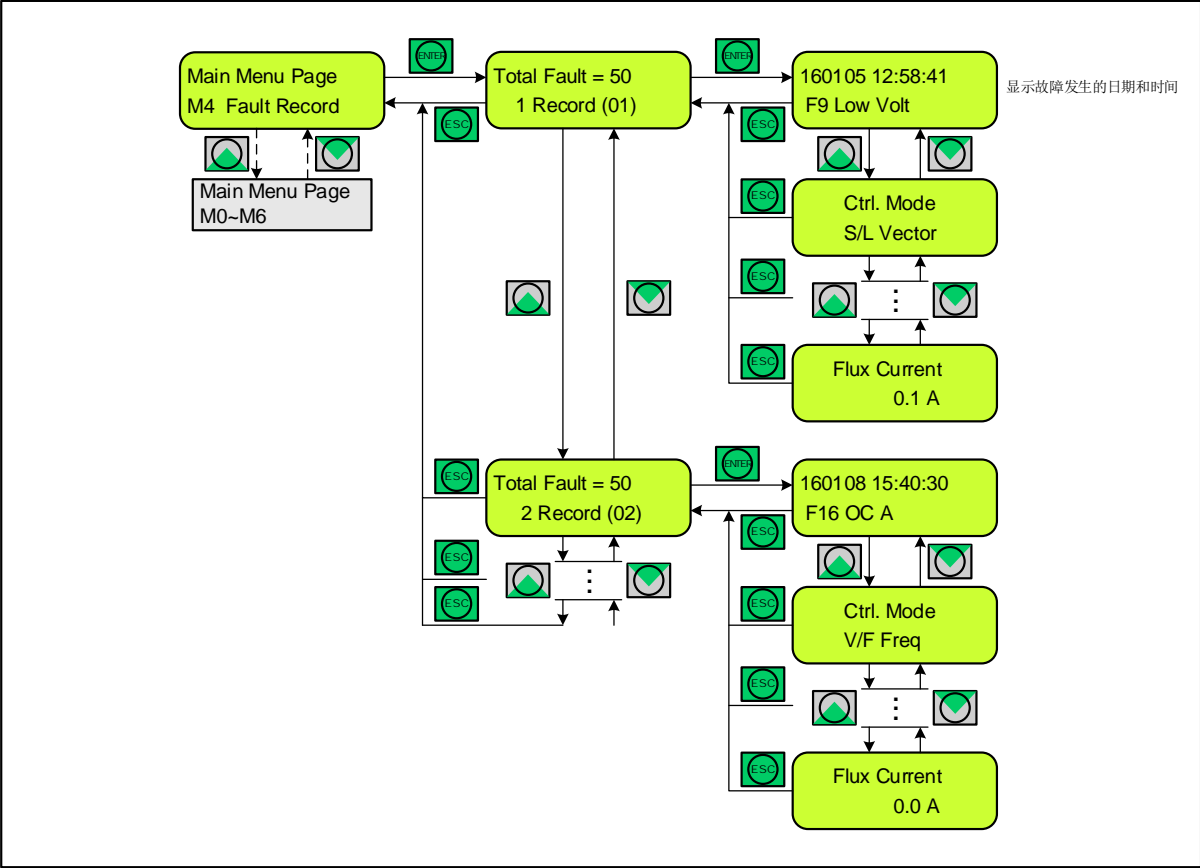 Main Menu Page
M4 Fault Record
ENTER
ESC
Total Fault = 50
1 Record (01)
ENTER
ESC
160105 12:58:41
F9 Low Volt
显示故障发生的日期和时间
Main Menu Page
M0~M6
ESC
Ctrl. Mode
S/L Vector
ESC
⋮
ESC
Flux Current
0.1 A
ESC
Total Fault = 50
2 Record (02)
ENTER
ESC
160108 15:40:30
F16 OC A
ESC
⋮
ESC
ESC
Ctrl. Mode
V/F Freq
ESC
⋮
ESC
Flux Current
0.0 A